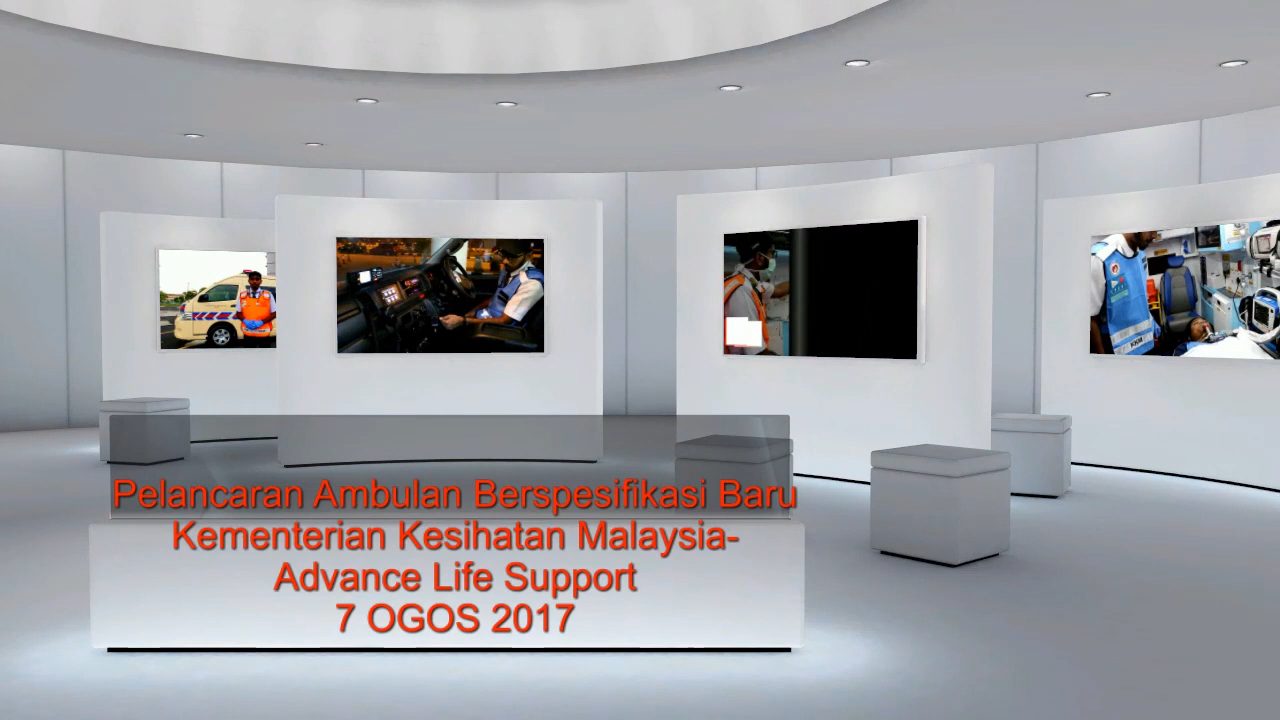 Pelancaran Ambulan Berspesifikasi Baru
Kementerian Kesihatan Malaysia-
Advance Life Support
7 OGOS 2017